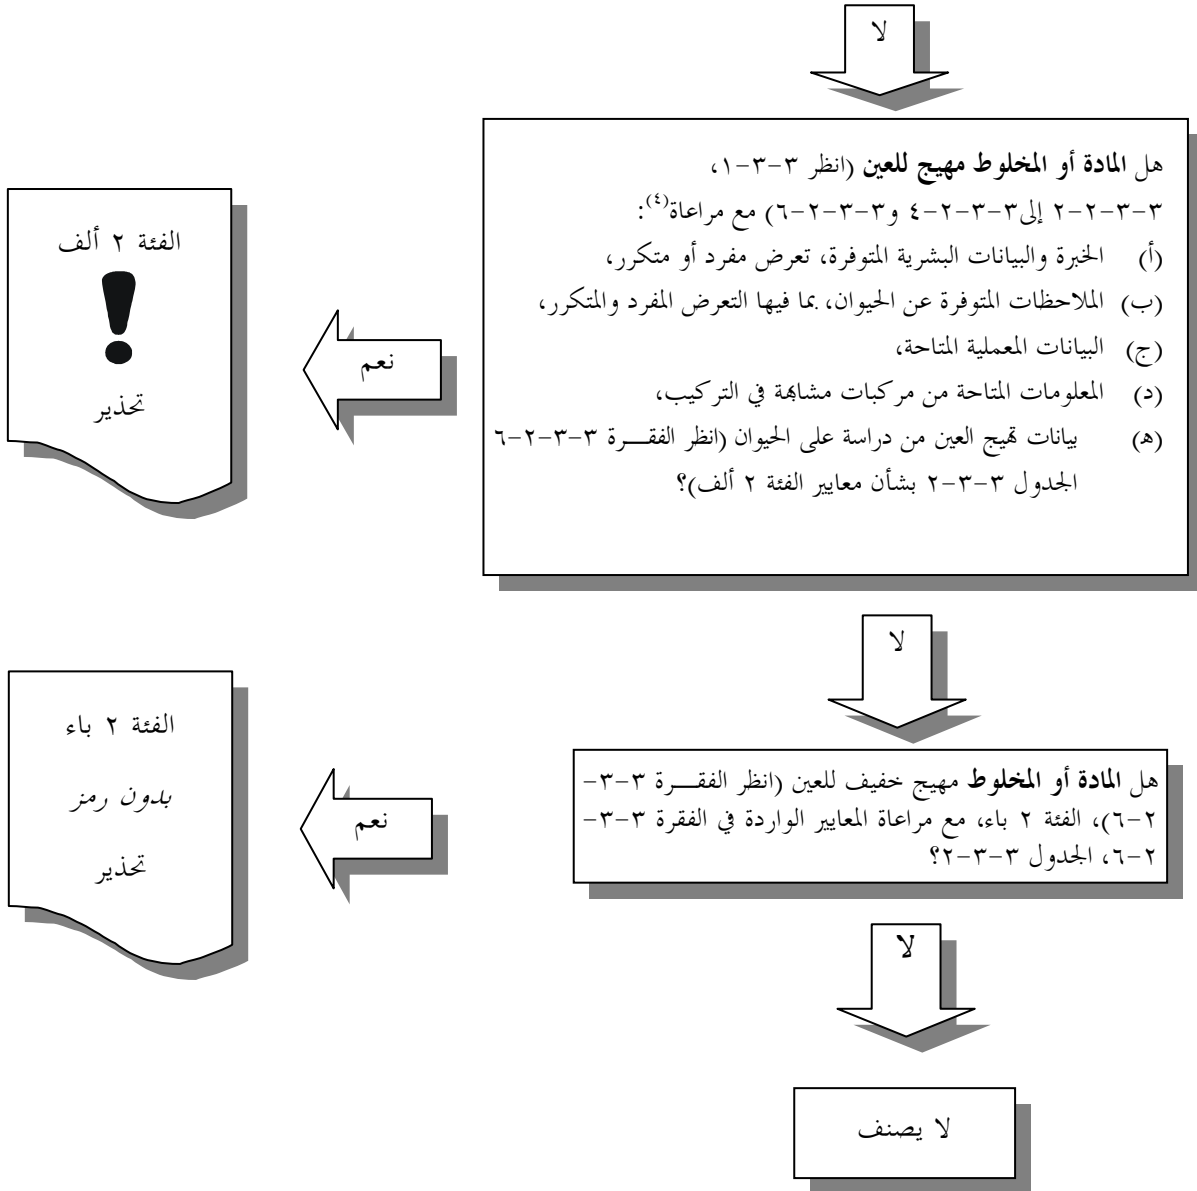 لا
هل المادة أو المخلوط مهيج للعين (انظر ٣-٣-١،
٣-٣-٢-٢ إلى٣-٣-٢-٤ و٣-٣-٢-٦) مع مراعاة(٤):
(أ) الخبرة والبيانات البشرية المتوفرة، تعرض مفرد أو متكرر،
(ب) الملاحظات المتوفرة عن الحيوان، بما فيها التعرض المفرد والمتكرر،
(ج) البيانات المعملية المتاحة،
(د) المعلومات المتاحة من مركبات مشابهة في التركيب،
(ه) بيانات تهيج العين من دراسة على الحيوان (انظر الفقـــرة ٣-٣-٢-٦
الجدول ٣-٣-٢ بشأن معايير الفئة ٢ ألف)؟
نعم
الفئة ٢ ألف
!
تحذير
لا
هل المادة أو المخلوط مهيج خفيف للعين (انظر الفقـــرة ٣-٣-
٢-٦)، الفئة ٢ باء، مع مراعاة المعايير الواردة في الفقرة ٣-٣-
٢-٦، الجدول ٣-٣-٢؟
نعم
الفئة ٢ باء
بدون رمز
تحذير
لا
لا يصنف